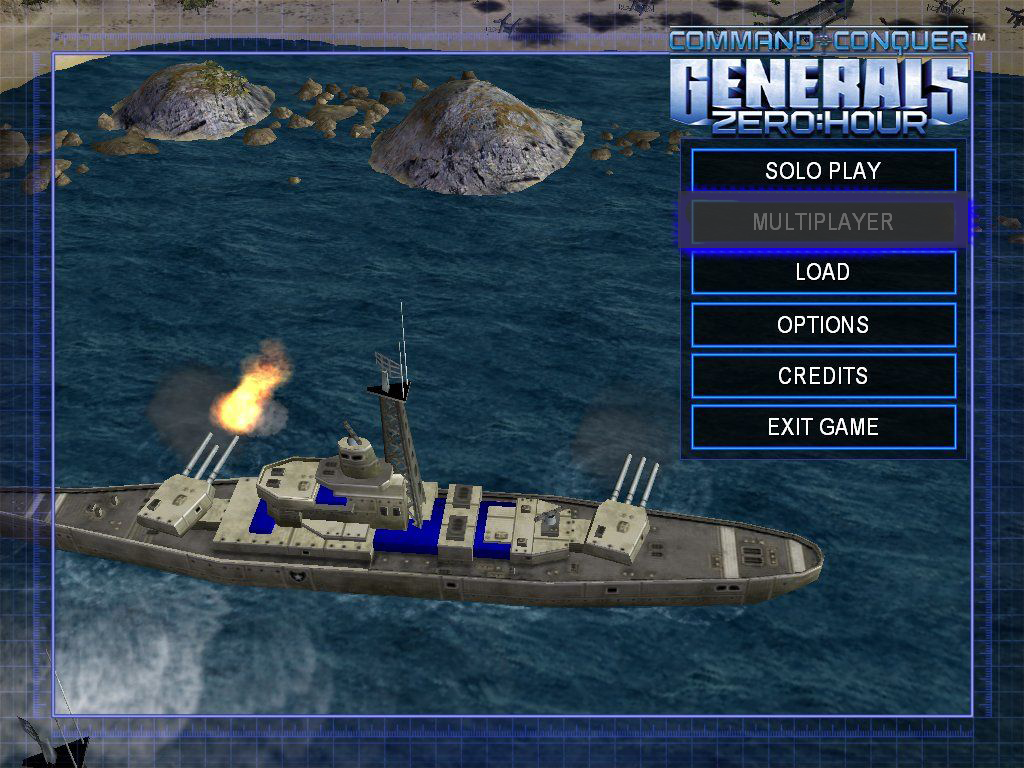 COMMAND & CONQUER™
GENERALS
ZERO:HOUR
SOLO PLAY
MULTIPLAYER
LOAD
OPTIONS
CREDITS
EXIT GAME